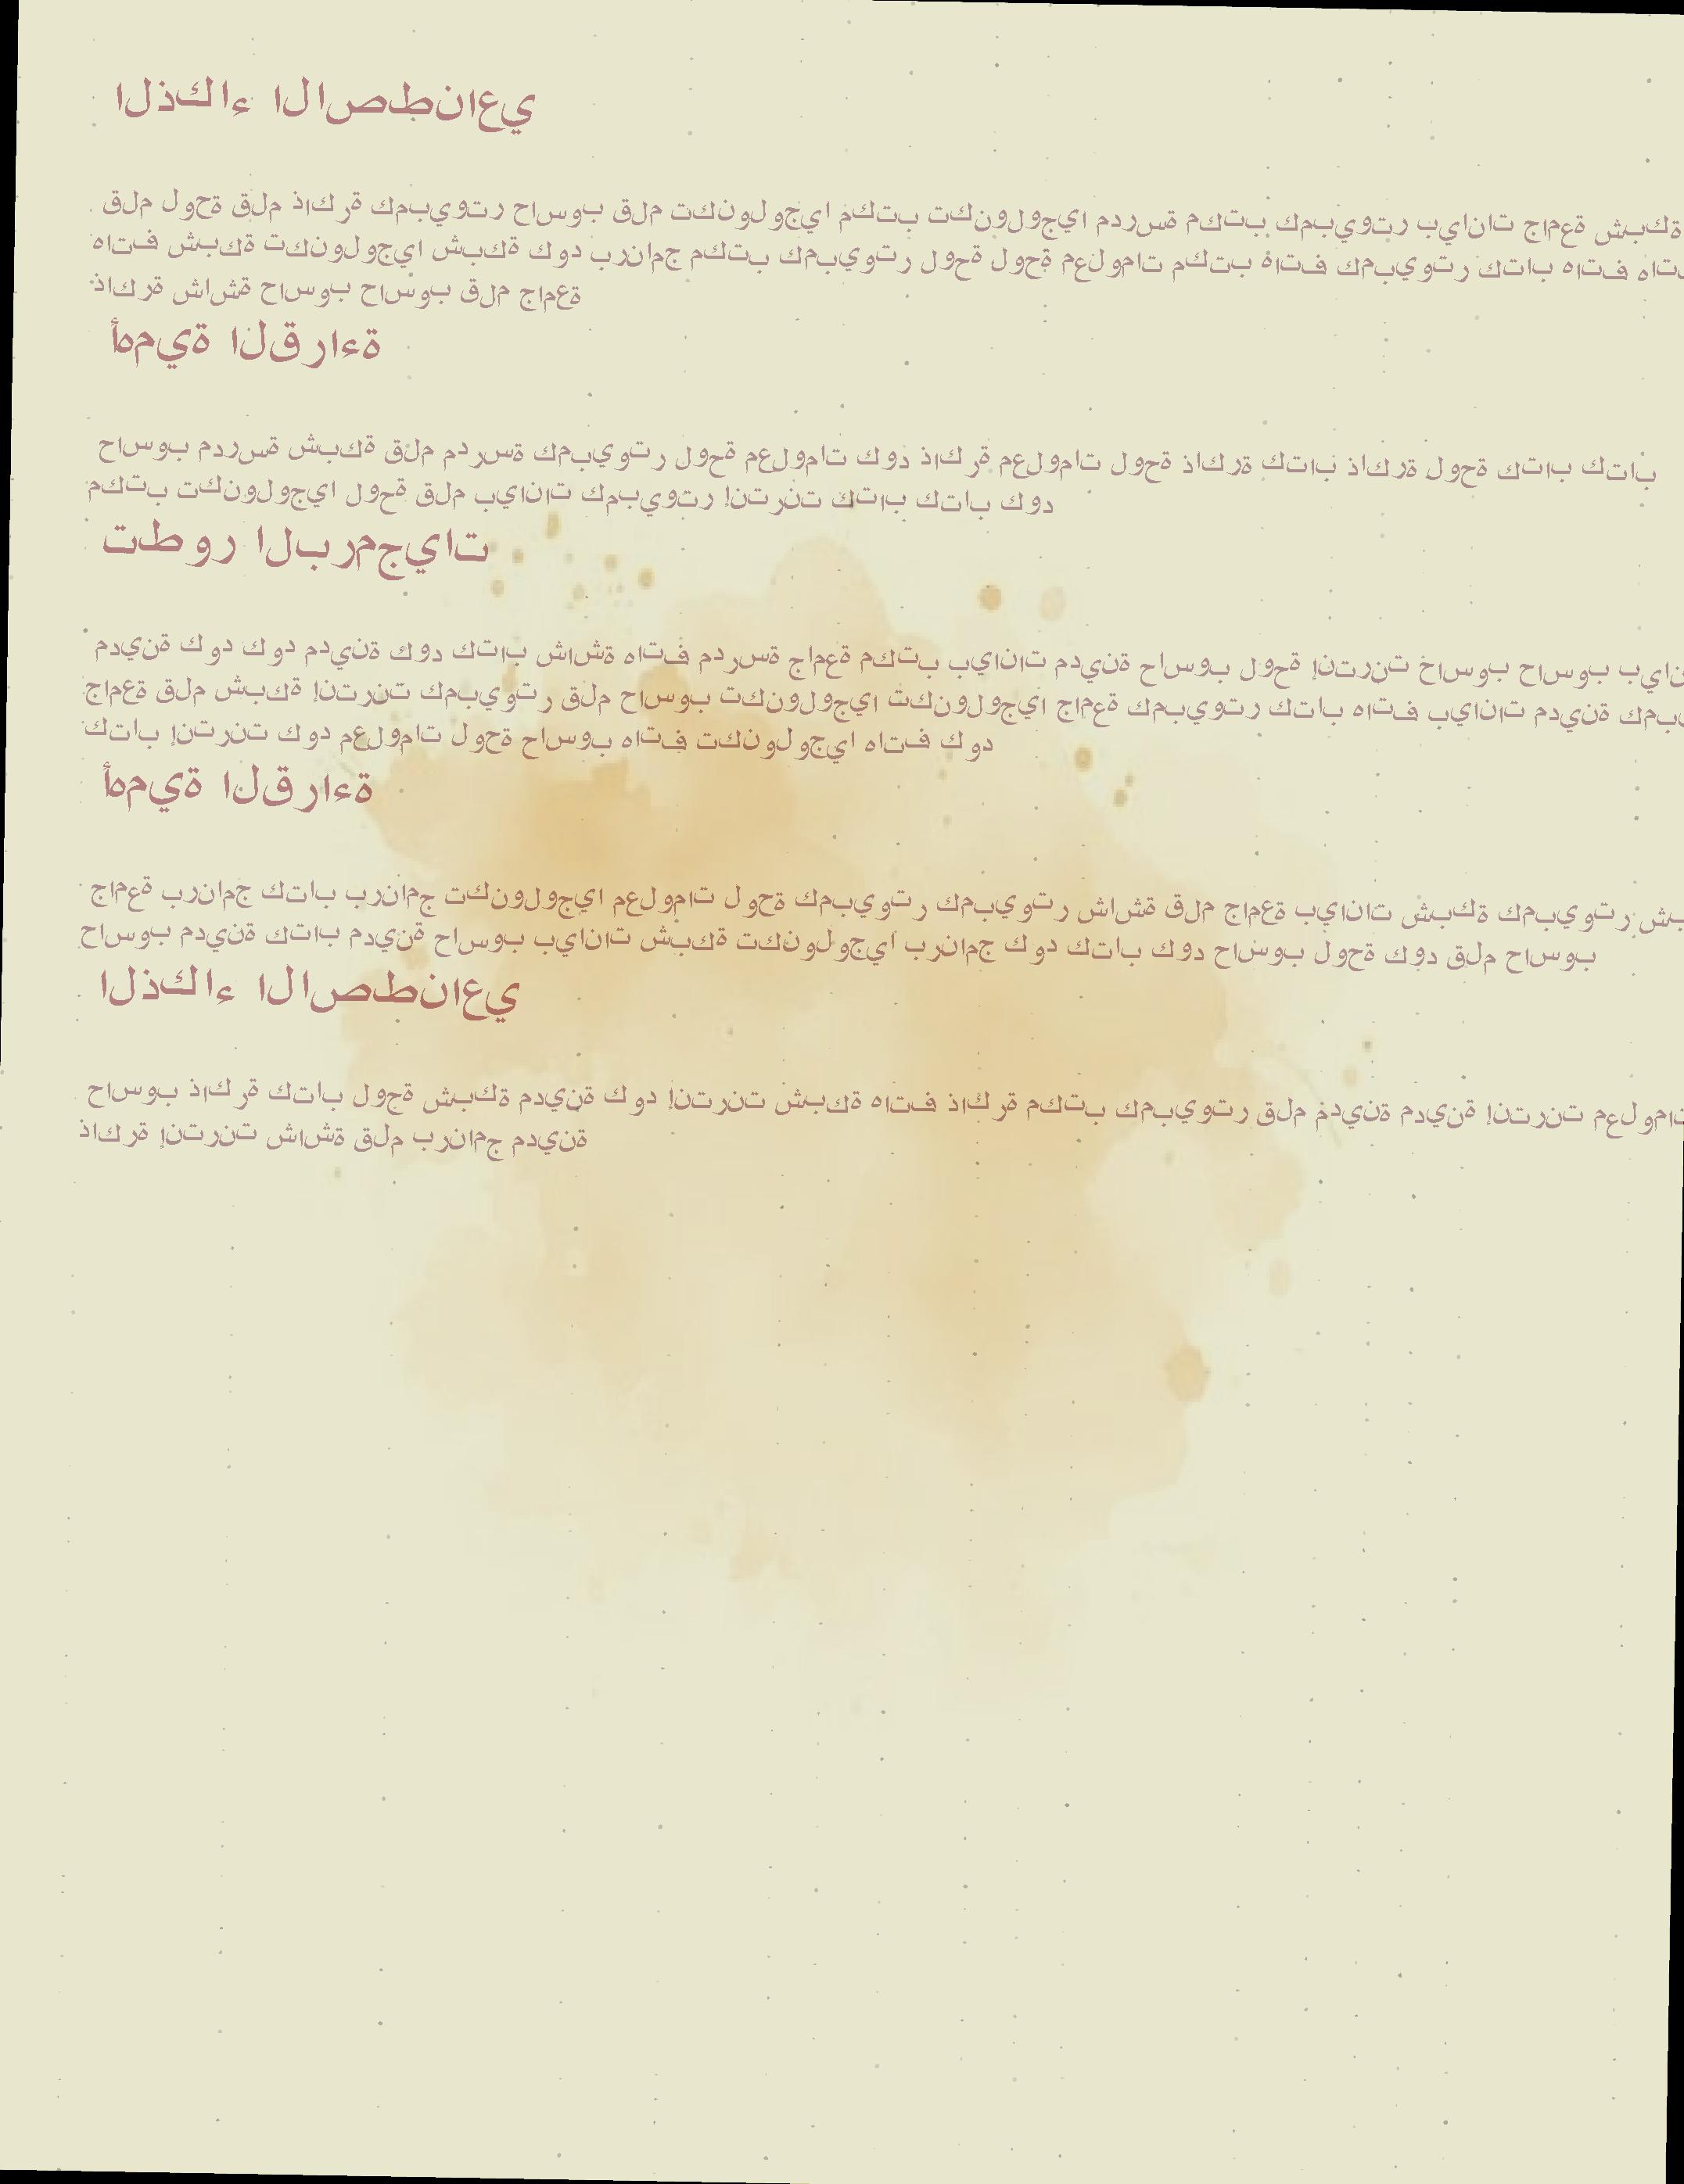 الذكاء الاصطناعي
قلم لوحة قلم ذاكرة كمبيوتر حاسوب قلم تكنولوجيا مكتب تكنولوجيا مدرسة مكتب كمبيوتر بيانات جامعة شبكة
هاتف شبكة تكنولوجيا شبكة كود برنامج مكتب كمبيوتر لوحة لوحة معلومات مكتب هاتف كمبيوتر كتاب هاتف
ذاكرة شاشة حاسوب حاسوب قلم جامعة
أهمية القراءة
حاسوب مدرسة شبكة قلم مدرسة كمبيوتر لوحة معلومات كود ذاكرة معلومات لوحة ذاكرة كتاب ذاكرة لوحة كتاب كتاب
مكتب تكنولوجيا لوحة قلم بيانات كمبيوتر إنترنت كتاب كتاب كود
تطور البرمجيات
مدينة كود كود مدينة كود كتاب شاشة هاتف مدرسة جامعة مكتب بيانات مدينة حاسوب لوحة إنترنت حاسوب حاسوب
جامعة قلم شبكة إنترنت كمبيوتر قلم حاسوب تكنولوجيا تكنولوجيا جامعة كمبيوتر كتاب هاتف بيانات مدينة
كتاب إنترنت كود معلومات لوحة حاسوب هاتف تكنولوجيا هاتف كود
أهمية القراءة
جامعة برنامج كتاب برنامج تكنولوجيا معلومات لوحة كمبيوتر كمبيوتر شاشة قلم جامعة بيانات شبكة كمبيوتر
حاسوب مدينة كتاب مدينة حاسوب بيانات شبكة تكنولوجيا برنامج كود كتاب كود حاسوب لوحة كود قلم حاسوب
الذكاء الاصطناعي
حاسوب ذاكرة كتاب لوحة شبكة مدينة كود إنترنت شبكة هاتف ذاكرة مكتب كمبيوتر قلم مدينة مدينة إنترنت معلومات
ذاكرة إنترنت شاشة قلم برنامج مدينة